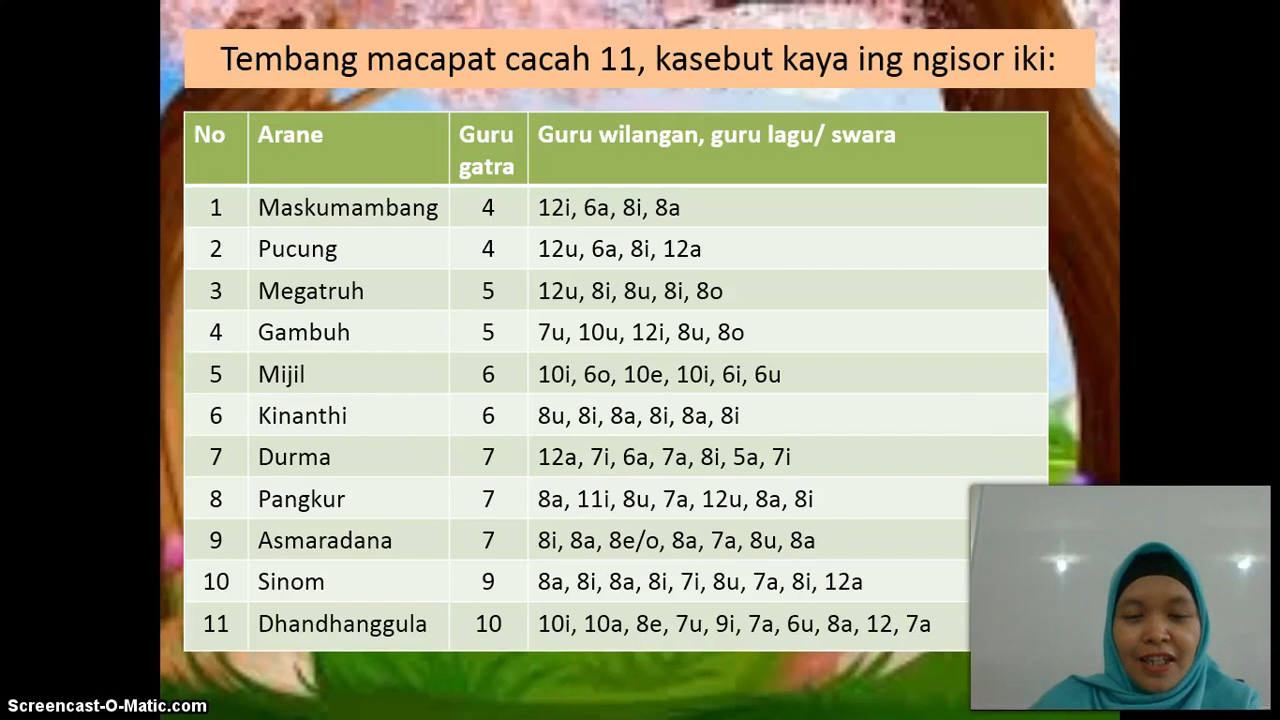 Tembang macapat cacah 11, kasebut kaya ing ngisor iki:
No Arane Guru gatra Guru wilangan, guru lagu/ swara
1 Maskumambang 4 12i, 6a, 8i, 8a
2 Pucung 4 12u, 6a, 8i, 12a
3 Megatruh 5 12u, 8i, 8u, 8i, 8o
4 Gambuh 5 7u, 10u, 12i, 8u, 8o
5 Mijil 6 10i, 6o, 10e, 10i, 6i, 6u
6 Kinanthi 6 8u, 8i, 8a, 8i, 8a, 8i
7 Durma 7 12a, 7i, 6a, 7a, 8i, 5a, 7i
8 Pangkur 7 8a, 11i, 8u, 7a, 12u, 8a, 8i
9 Asmaradana 7 8i, 8a, 8e/o, 8a, 7a, 8u, 8a
10 Sinom 9 8a, 8i, 8a, 8i, 7i, 8u, 7a, 8i, 12a
11 Dhandhanggula 10 10i, 10a, 8e, 7u, 9i, 7a, 6u, 8a, 12, 7a
Screencast-O-Matic.com